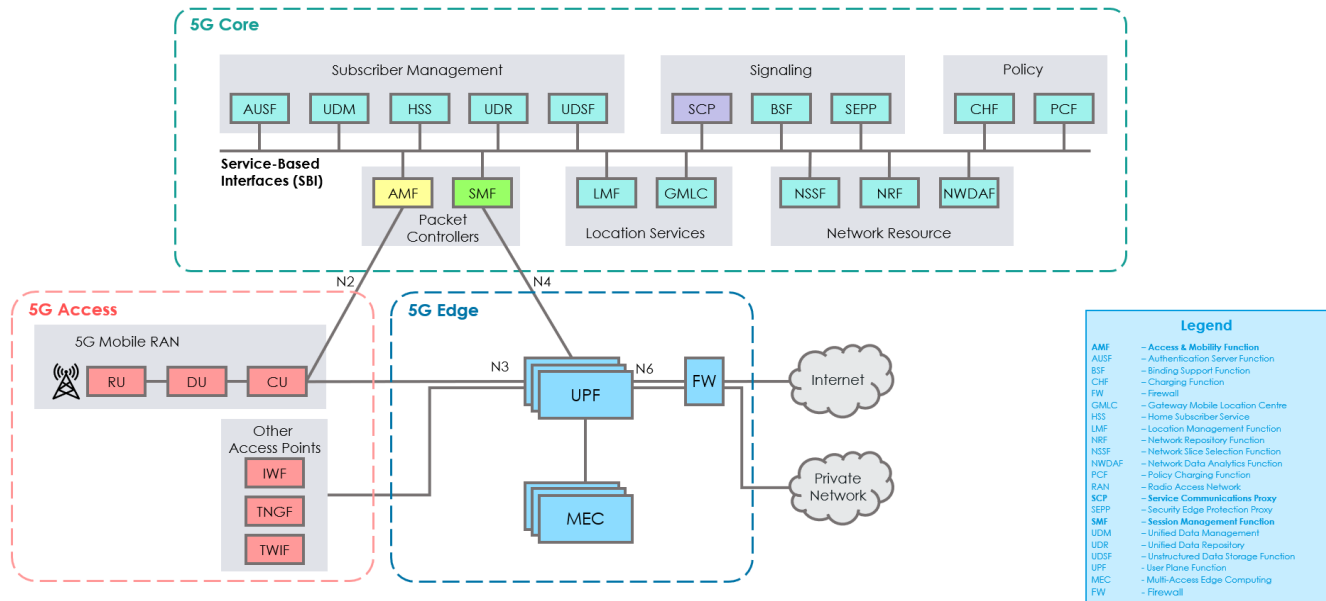 5G Core
Subscriber Management
Signaling
Policy
AUSF
UDM
HSS
UDR
UDSF
SCP
BSF
SEPP
CHF
PCF
Service-Based
Interfaces (SBI)
AMF
SMF
Packet
Controllers
LMF
GMLC
Location Services
NSSF
NRF
NWDAF
Network Resource
N2
N4
5G Access
5G Mobile RAN
RU
DU
CU
Other
Access Points
IWF
TNGF
TWIF
5G Edge
N3
UPF
N6
FW
MEC
Internet
Private
Network
Legend
AMF – Access & Mobility Function
AUSF – Authentication Server Function
BSF – Binding Support Function
CHF – Charging Function
FW – Firewall
GMLC – Gateway Mobile Location Centre
HSS – Home Subscriber Service
LMF – Location Management Function
NRF – Network Repository Function
NSSF – Network Slice Selection Function
NWDAF – Network Data Analytics Function
PCF – Policy Charging Function
RAN – Radio Access Network
SCP – Service Communications Proxy
SEPP – Security Edge Protection Proxy
SMF – Session Management Function
UDM – Unified Data Management
UDR – Unified Data Repository
UDSF – Unstructured Data Storage Function
UPF - User Plane Function
MEC - Multi-Access Edge Computing
FW - Firewall